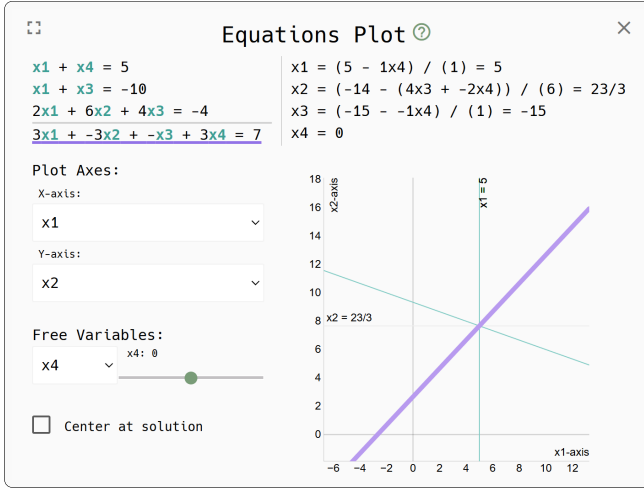 Equations Plot ?
x1 + x4 = 5
x1 + x3 = -10
2x1 + 6x2 + 4x3 = -4
3x1 + -3x2 + -x3 + 3x4 = 7
x1 = (5 - 1x4) / (1) = 5
x2 = (-14 - (4x3 + -2x4)) / (6) = 23/3
x3 = (-15 - -1x4) / (1) = -15
x4 = 0
Plot Axes:
X-axis:
x1
Y-axis:
x2
Free Variables:
x4
x4: 0
Center at solution
18
16
14
12
10
8
6
4
2
0
x2-axis
x1 = 5
x2 = 23/3
x1-axis
−6 −4 −2 0 2 4 6 8 10 12